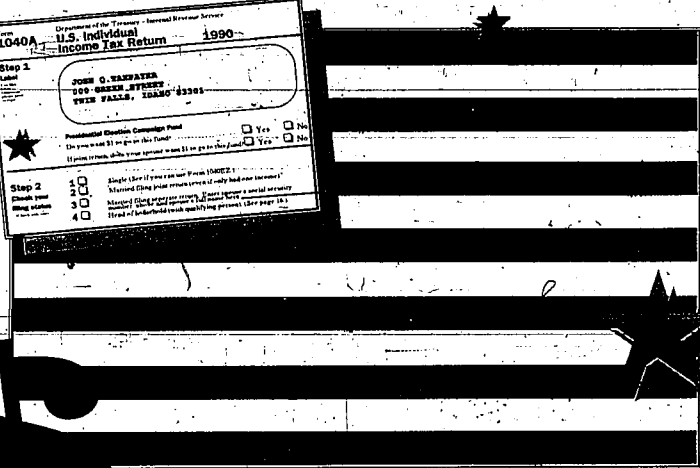 Form
1040A
Department of the Treasury - Internal Revenue Service
U.S. Individual
Income Tax Return
1990
Step 1
Label
JOHN Q. TAXPAYER
000 GREEN STREET
TWIN FALLS, IDAHO 83301
Presidential Election Campaign Fund
Do you want $1 to go to this fund? Yes No
If joint return, does your spouse want $1 to go to this fund? Yes No
Step 2
Check your
filing status
1 Single (See if you can use Form 1040EZ.)
2 Married filing joint return (even if only had one income)
3 Married filing separate return. Enter spouse's social security
number above and spouse's full name here
4 Head of household (with qualifying person). (See page 16.)